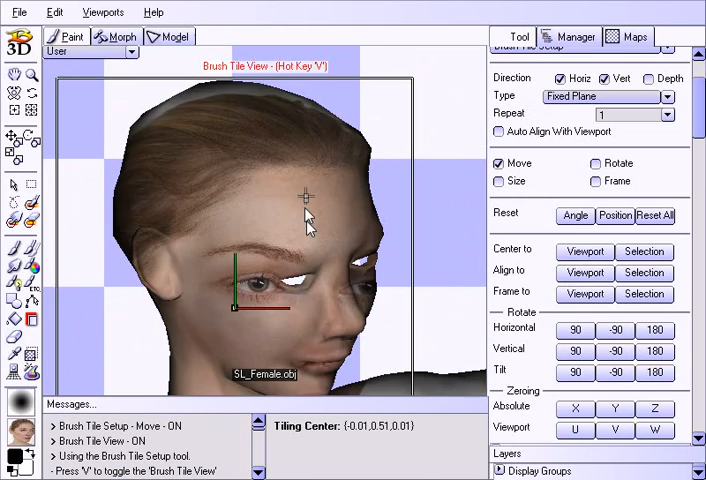 File Edit Viewports Help
3D Paint Morph Model Tool Manager Maps
User
Brush Tile View - (Hot Key 'V')
Brush Tile Setup
Direction Horiz Vert Depth
Type Fixed Plane
Repeat 1
Auto Align With Viewport
Move Rotate
Size Frame
Reset Angle Position Reset All
Center to Viewport Selection
Align to Viewport Selection
Frame to Viewport Selection
Rotate
Horizontal 90 -90 180
Vertical 90 -90 180
Tilt 90 -90 180
Zeroing
Absolute X Y Z
Viewport U V W
Layers
Display Groups
ETC.
SL_Female.obj
Messages...
> Brush Tile Setup - Move - ON
> Brush Tile View - ON
> Using the Brush Tile Setup tool.
- Press 'V' to toggle the 'Brush Tile View'
Tiling Center: {-0.01,0.51,0.01}